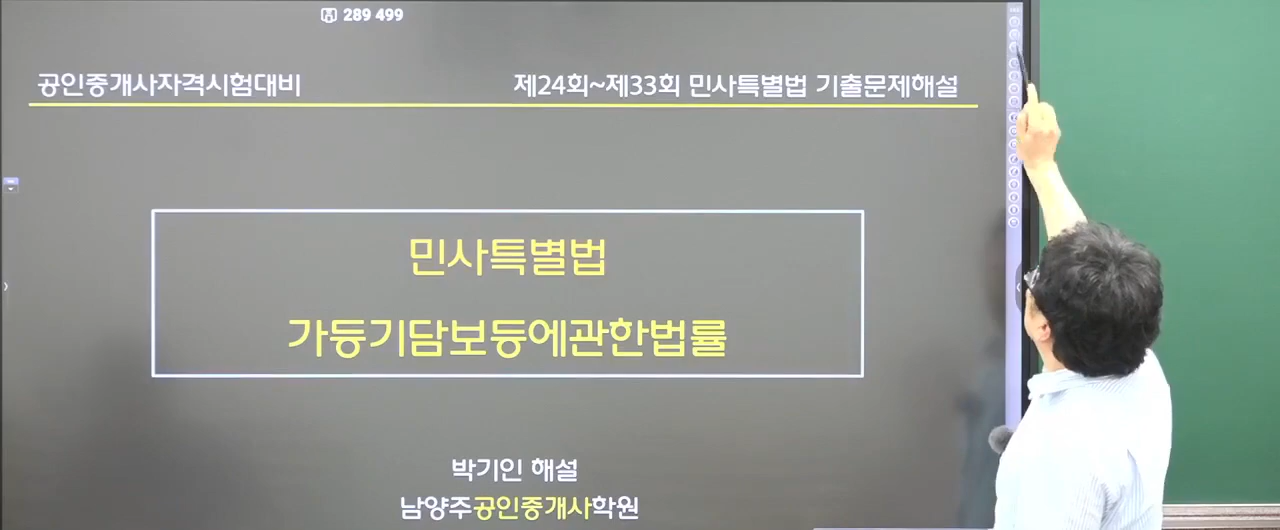 289 499
공인중개사자격시험대비 제24회~제33회 민사특별법 기출문제해설
민사특별법
가등기담보등에관한법률
박기인 해설
남양주공인중개사학원